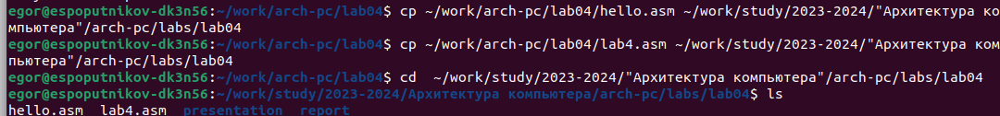 egor@espoputnikov-dk3n56:~/work/arch-pc/lab04$ cp ~/work/arch-pc/lab04/hello.asm ~/work/study/2023-2024/"Архитектура ко
мпьютера"/arch-pc/labs/lab04
egor@espoputnikov-dk3n56:~/work/arch-pc/lab04$ cp ~/work/arch-pc/lab04/lab4.asm ~/work/study/2023-2024/"Архитектура ком
пьютера"/arch-pc/labs/lab04
egor@espoputnikov-dk3n56:~/work/arch-pc/lab04$ cd  ~/work/study/2023-2024/"Архитектура компьютера"/arch-pc/labs/lab04
egor@espoputnikov-dk3n56:~/work/study/2023-2024/Архитектура компьютера/arch-pc/labs/lab04$ ls
hello.asm  lab4.asm  presentation  report